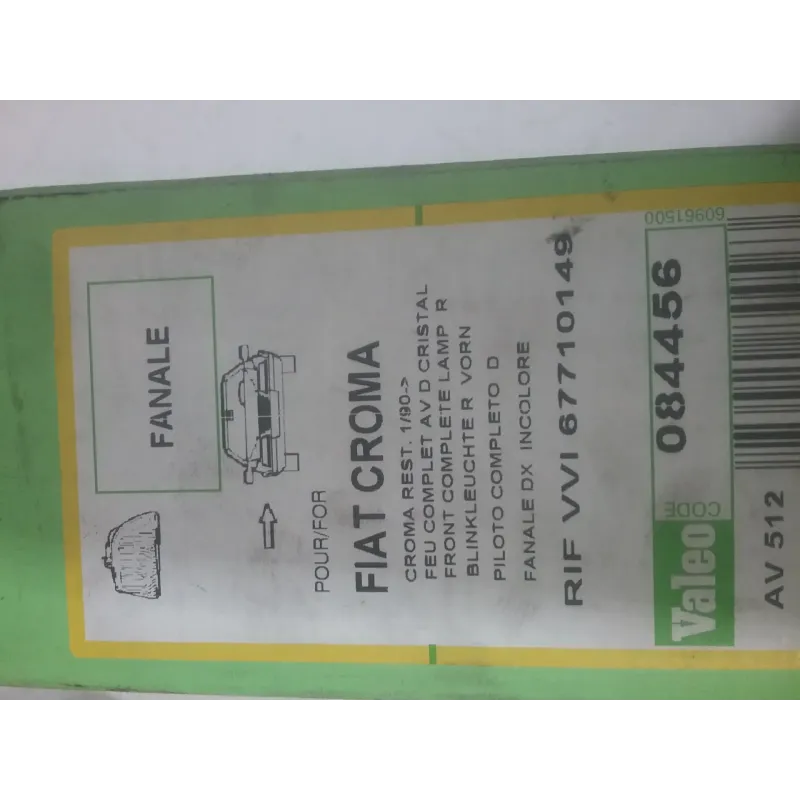 FANALE
POUR/FOR
FIAT CROMA
CROMA REST. 1/90->
FEU COMPLET AV D CRISTAL
FRONT COMPLETE LAMP R
BLINKLEUCHTE R VORN
PILOTO COMPLETO D
FANALE DX INCOLORE
RIF VVI 67710149
Valeo
CODE
084456
60961500
AV 512